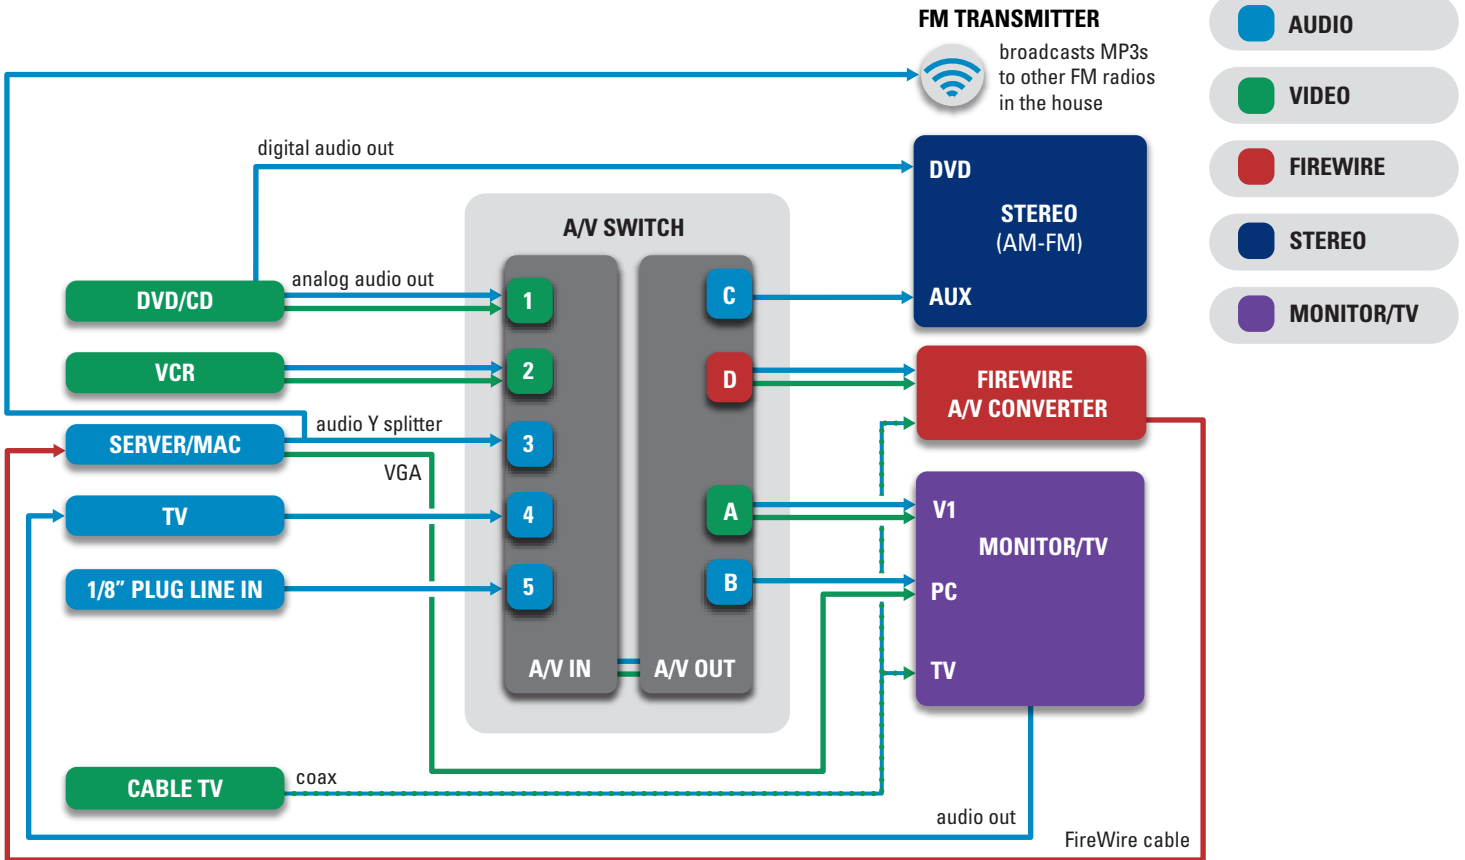 FM TRANSMITTER
broadcasts MP3s
to other FM radios
in the house
AUDIO
VIDEO
FIREWIRE
STEREO
MONITOR/TV
digital audio out
DVD
STEREO
(AM-FM)
AUX
A/V SWITCH
analog audio out
DVD/CD
1
C
VCR
2
D
FIREWIRE
A/V CONVERTER
audio Y splitter
SERVER/MAC
3
VGA
TV
4
A
V1
MONITOR/TV
1/8” PLUG LINE IN
5
B
PC
A/V IN
A/V OUT
TV
CABLE TV
coax
audio out
FireWire cable